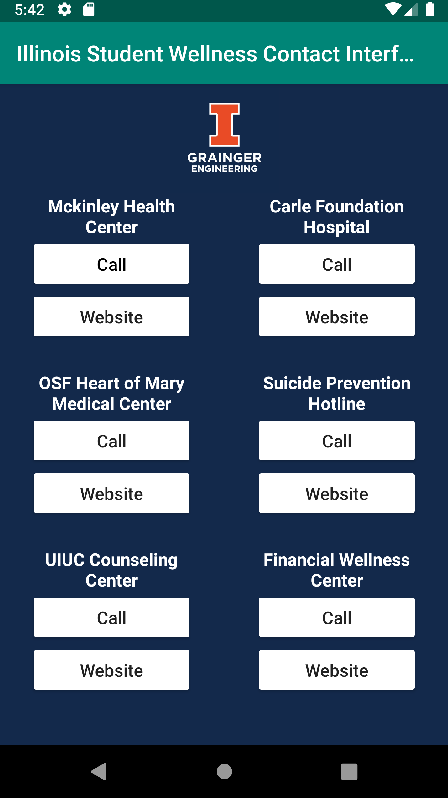 5:42
Illinois Student Wellness Contact Interf...
I
GRAINGER
ENGINEERING
Mckinley Health
Center
Call
Website
Carle Foundation
Hospital
Call
Website
OSF Heart of Mary
Medical Center
Call
Website
Suicide Prevention
Hotline
Call
Website
UIUC Counseling
Center
Call
Website
Financial Wellness
Center
Call
Website